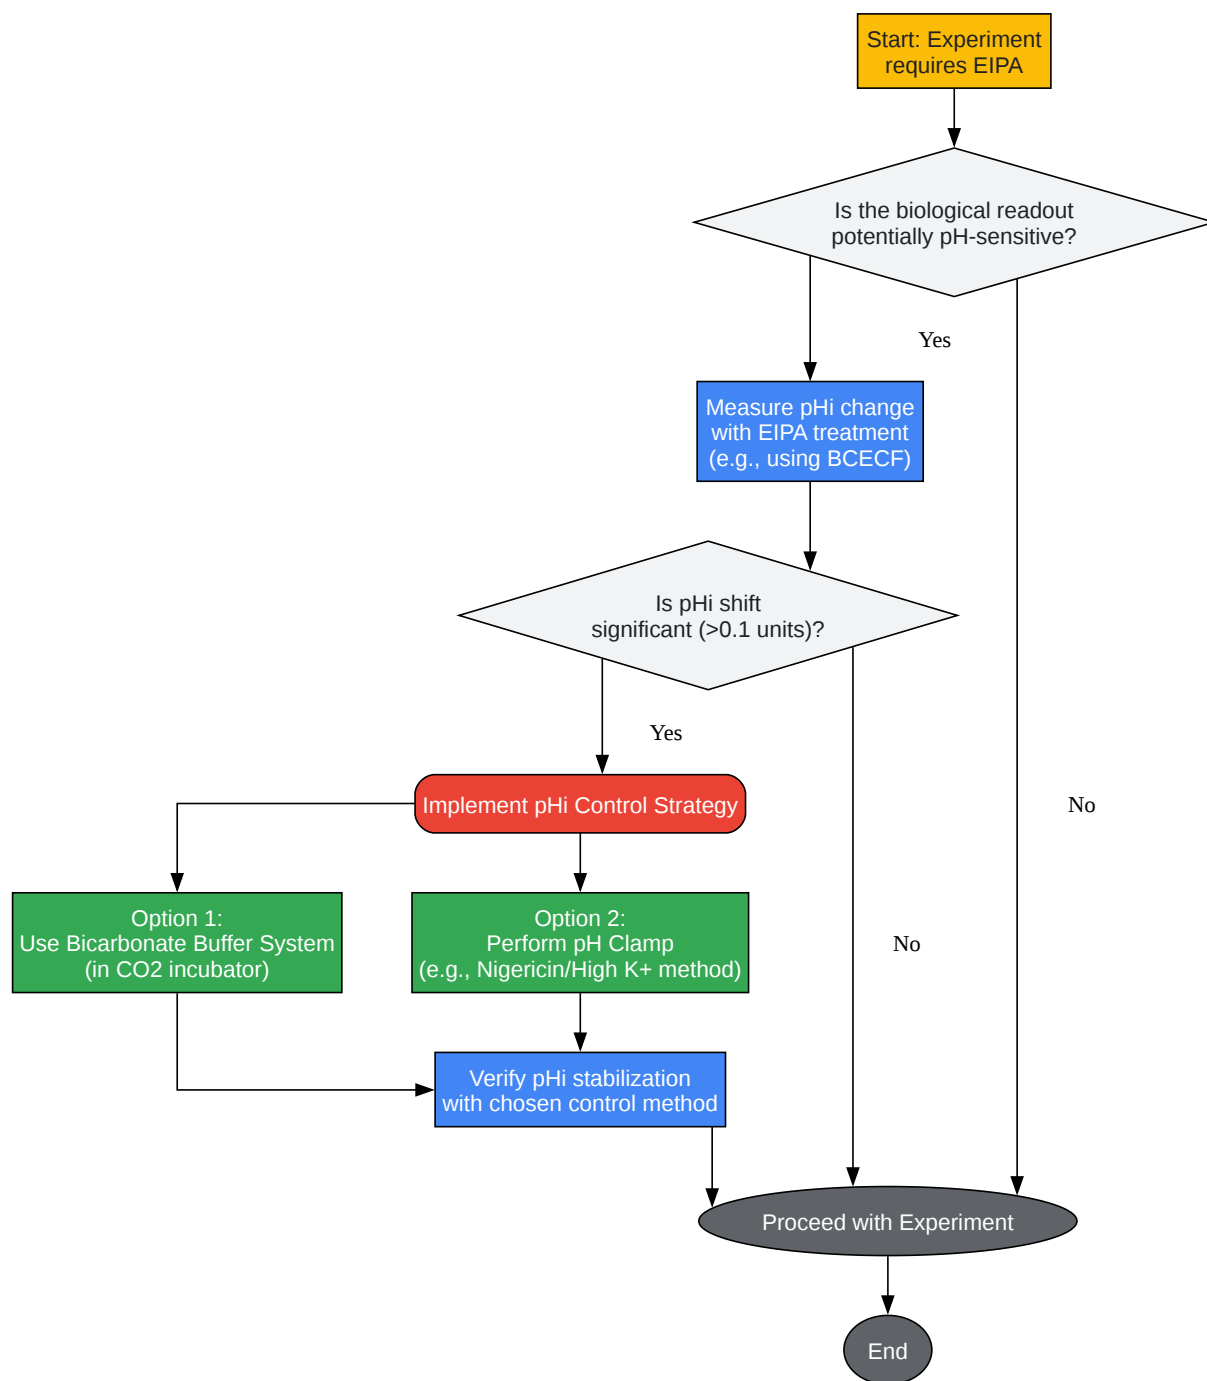 Start: Experiment
requires EIPA
Is the biological readout
potentially pH-sensitive?
Yes
Measure pHi change
with EIPA treatment
(e.g., using BCECF)
Is pHi shift
significant (>0.1 units)?
Yes
Implement pHi Control Strategy
No
Option 1:
Use Bicarbonate Buffer System
(in CO2 incubator)
Option 2:
Perform pH Clamp
(e.g., Nigericin/High K+ method)
No
Verify pHi stabilization
with chosen control method
Proceed with Experiment
End